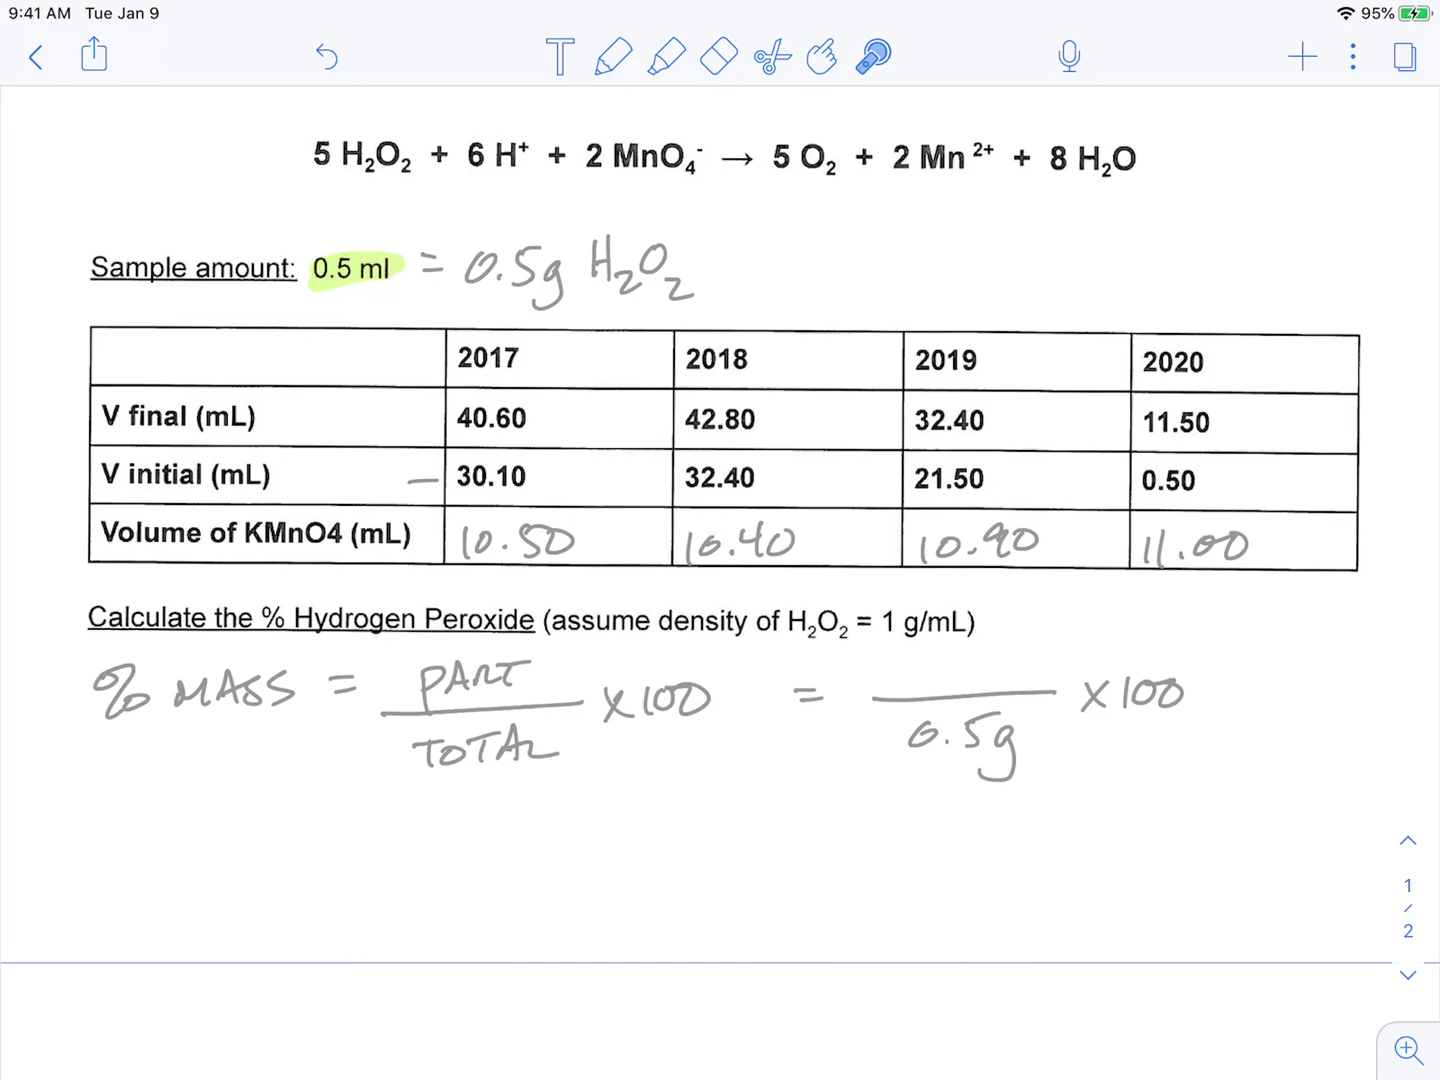 9:41 AM Tue Jan 9 95%
5 H₂O₂ + 6 H⁺ + 2 MnO₄⁻ → 5 O₂ + 2 Mn ²⁺ + 8 H₂O
Sample amount: 0.5 ml = 0.5g H₂O₂
2017 2018 2019 2020
V final (mL) 40.60 42.80 32.40 11.50
V initial (mL) – 30.10 32.40 21.50 0.50
Volume of KMnO4 (mL) 10.50 10.40 10.90 11.00
Calculate the % Hydrogen Peroxide (assume density of H₂O₂ = 1 g/mL)
% MASS = PART / TOTAL x 100 = / 0.5g x 100
1 / 2